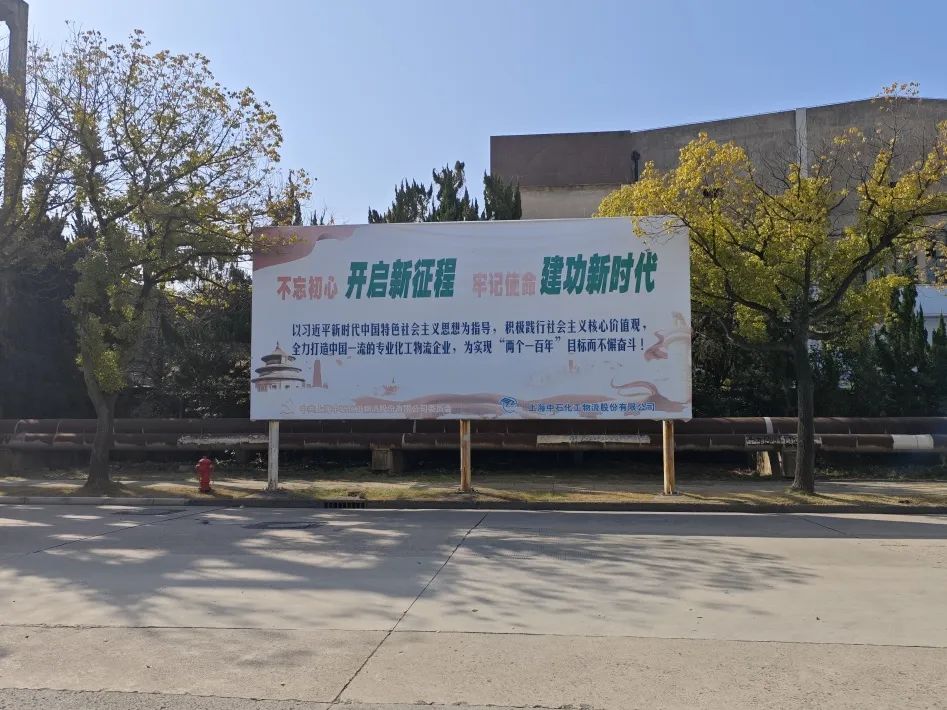 不忘初心 开启新征程 牢记使命 建功新时代
以习近平新时代中国特色社会主义思想为指导,积极践行社会主义核心价值观,
全力打造中国一流的专业化工物流企业,为实现“两个一百年”目标而不懈奋斗!
上海中石化工物流股份有限公司